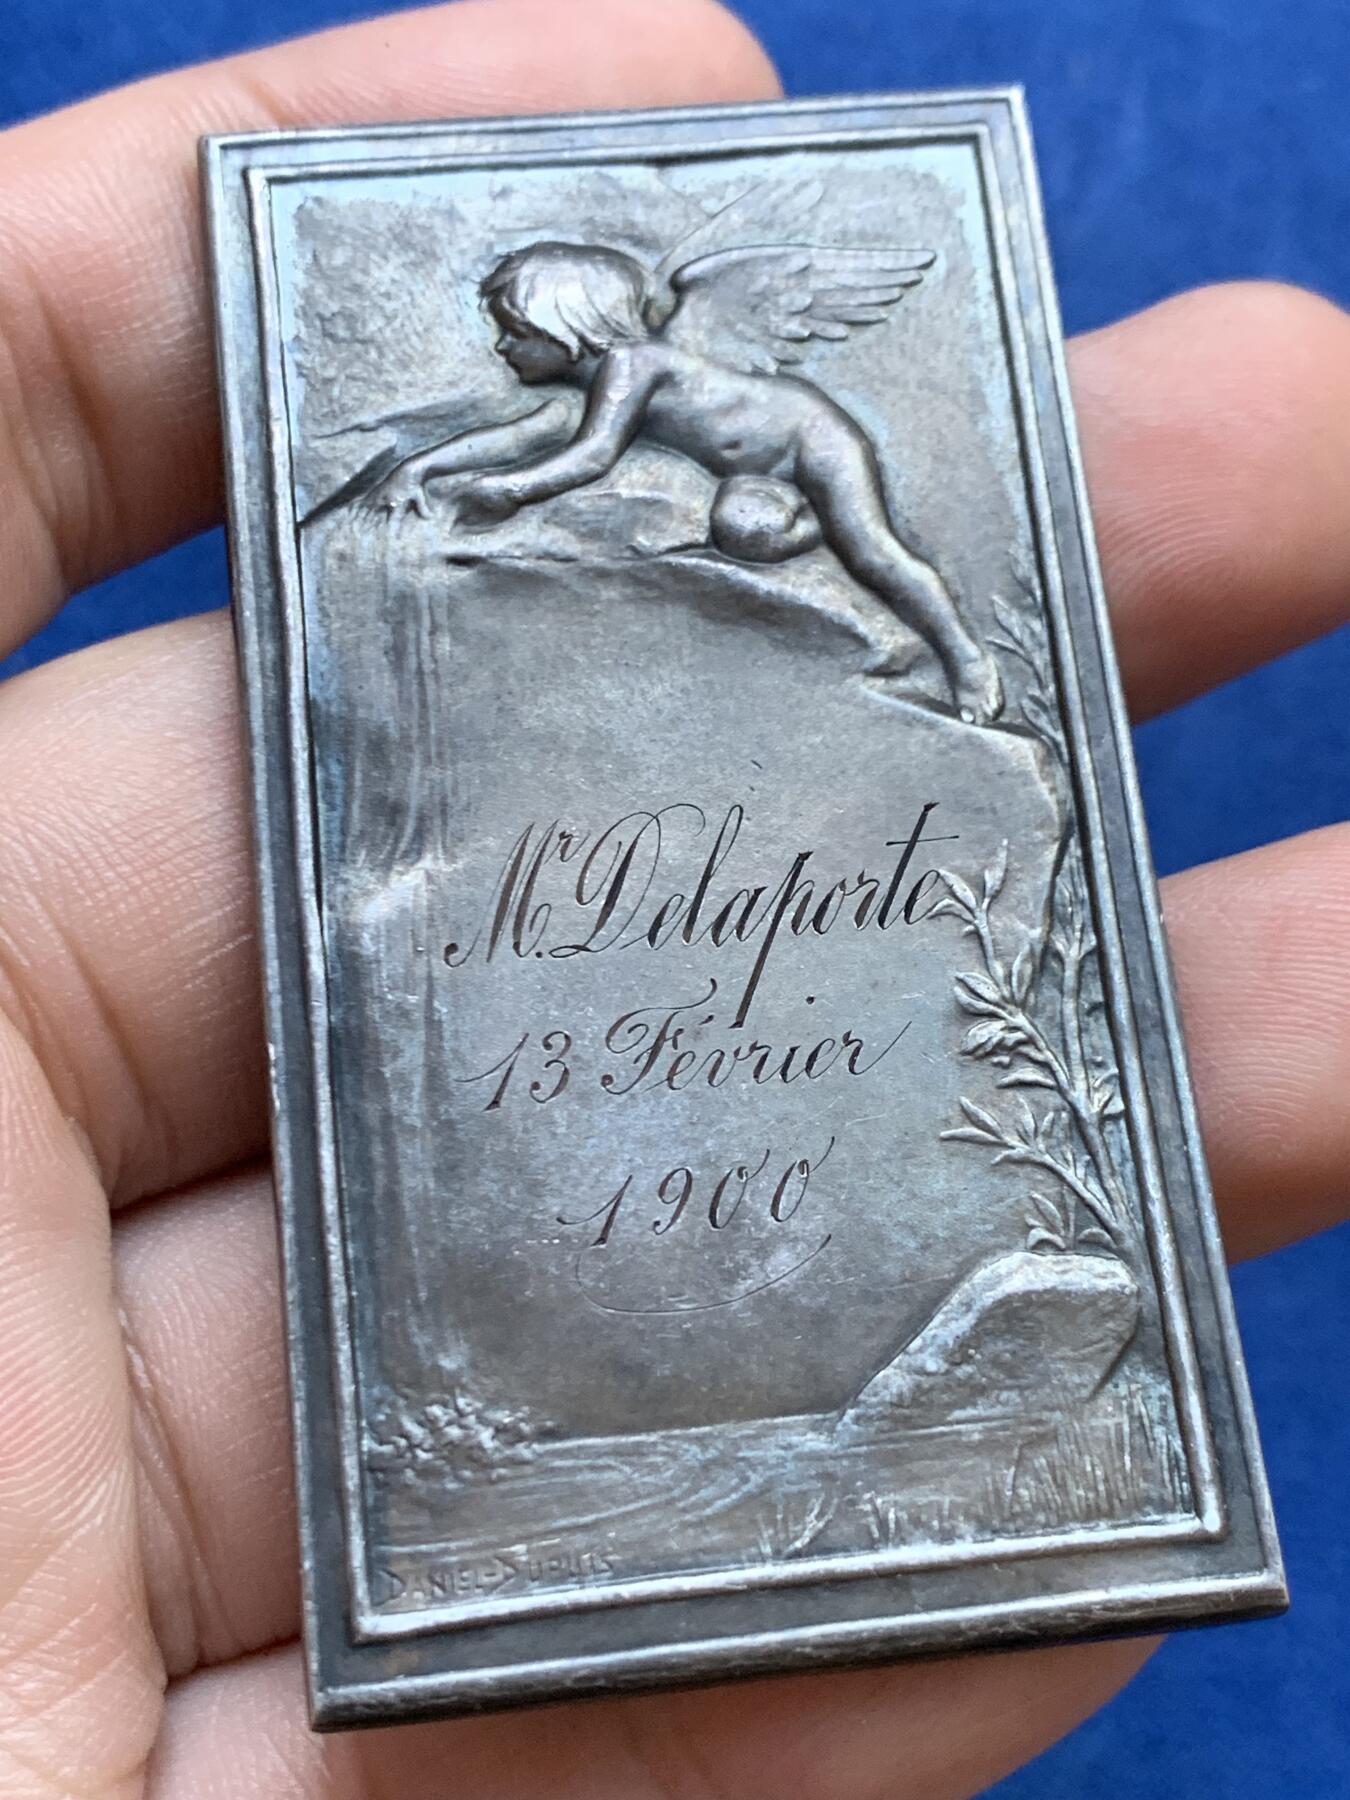 Mr. Delaporte
13 Février
1900
DANIEL-DUPUIS